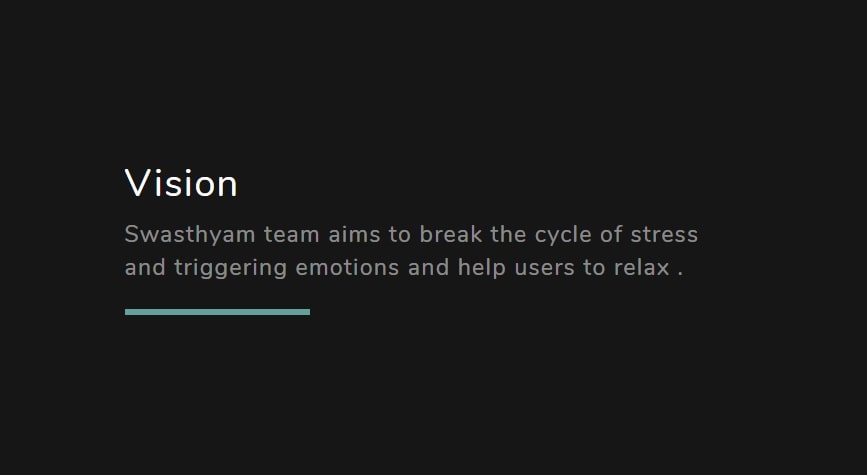 Vision
Swasthyam team aims to break the cycle of stress
and triggering emotions and help users to relax .